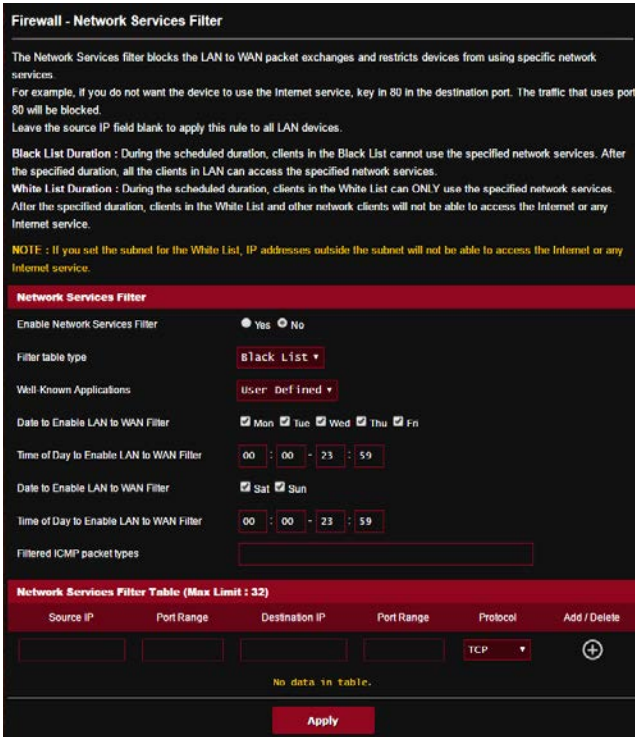 Firewall - Network Services Filter
The Network Services filter blocks the LAN to WAN packet exchanges and restricts devices from using specific network
services.
For example, if you do not want the device to use the Internet service, key in 80 in the destination port. The traffic that uses port
80 will be blocked.
Leave the source IP field blank to apply this rule to all LAN devices.
Black List Duration : During the scheduled duration, clients in the Black List cannot use the specified network services. After
the specified duration, all the clients in LAN can access the specified network services.
White List Duration : During the scheduled duration, clients in the White List can ONLY use the specified network services.
After the specified duration, clients in the White List and other network clients will not be able to access the Internet or any
Internet service.
NOTE : If you set the subnet for the White List, IP addresses outside the subnet will not be able to access the Internet or any
Internet service.
Network Services Filter
Enable Network Services Filter Yes No
Filter table type Black List
Well-Known Applications User Defined
Date to Enable LAN to WAN Filter Mon Tue Wed Thu Fri
Time of Day to Enable LAN to WAN Filter 00 : 00 - 23 : 59
Date to Enable LAN to WAN Filter Sat Sun
Time of Day to Enable LAN to WAN Filter 00 : 00 - 23 : 59
Filtered ICMP packet types
Network Services Filter Table (Max Limit : 32)
Source IP Port Range Destination IP Port Range Protocol Add / Delete
TCP
No data in table.
Apply